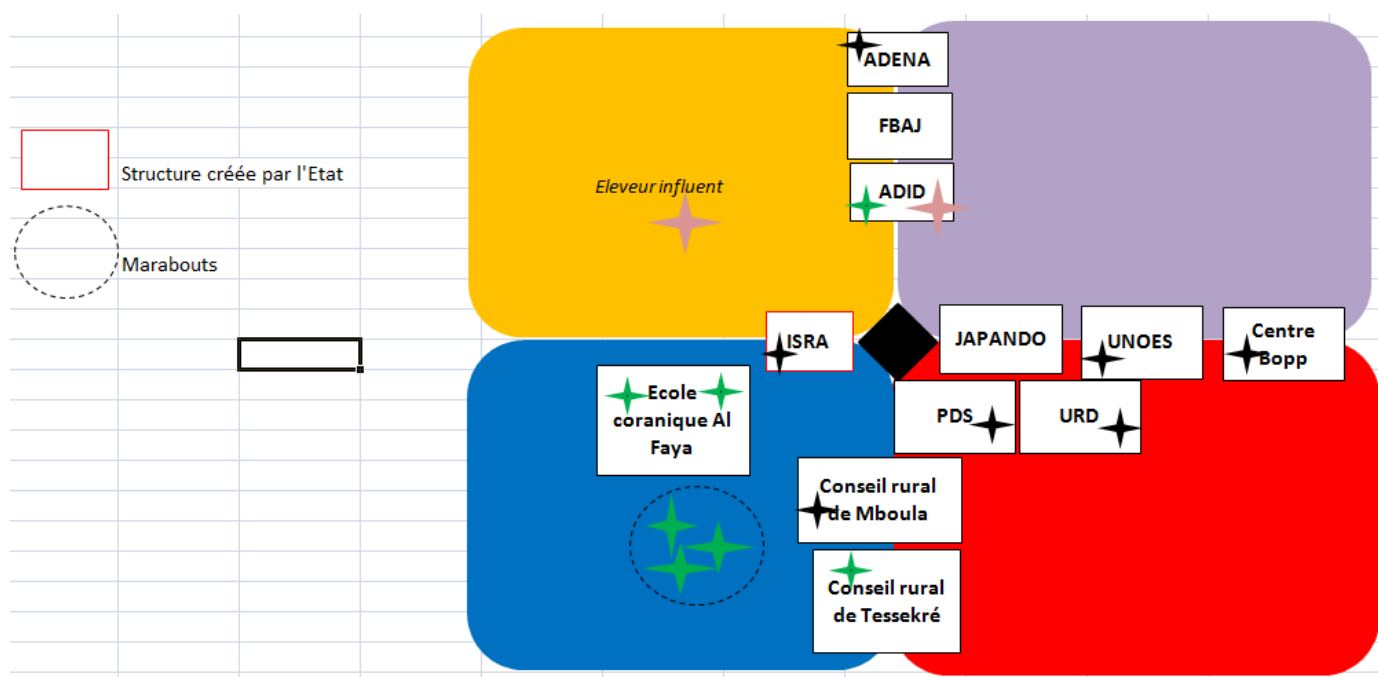 ADENA
FBAJ
Structure créée par l'Etat
Eleveur influent
ADID
Marabouts
ISRA
JAPANDO
UNOES
Centre
Bopp
Ecole
coranique Al
Faya
PDS
URD
Conseil rural
de Mboula
Conseil rural
de Tessekré